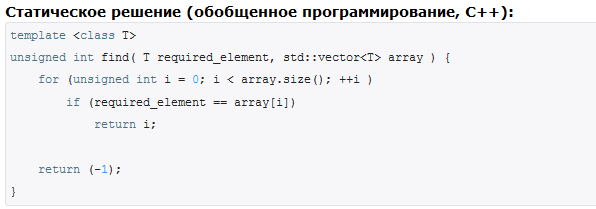 Статическое решение (обобщенное программирование, C++):
template <class T>
unsigned int find( T required_element, std::vector<T> array ) {
    for (unsigned int i = 0; i < array.size(); ++i )
        if (required_element == array[i])
            return i;

    return (-1);
}